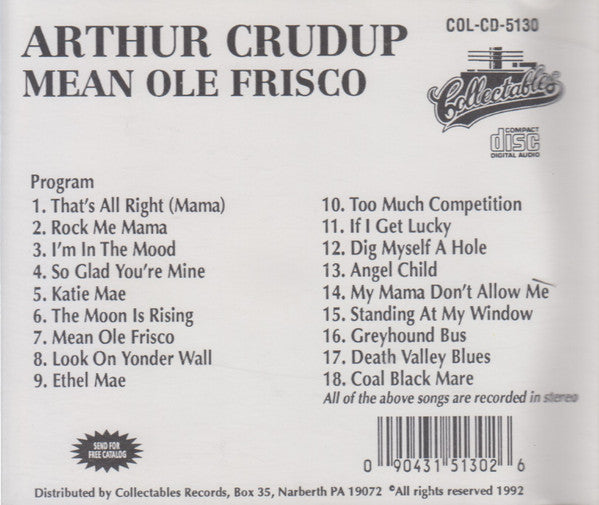 ARTHUR CRUDUP
MEAN OLE FRISCO
COL-CD-5130
Collectables
COMPACT
disc
DIGITAL AUDIO
Program
1. That's All Right (Mama)
2. Rock Me Mama
3. I'm In The Mood
4. So Glad You're Mine
5. Katie Mae
6. The Moon Is Rising
7. Mean Ole Frisco
8. Look On Yonder Wall
9. Ethel Mae
10. Too Much Competition
11. If I Get Lucky
12. Dig Myself A Hole
13. Angel Child
14. My Mama Don't Allow Me
15. Standing At My Window
16. Greyhound Bus
17. Death Valley Blues
18. Coal Black Mare
All of the above songs are recorded in stereo
SEND FOR
FREE CATALOG
0 90431 51302 6
Distributed by Collectables Records, Box 35, Narberth PA 19072 ©All rights reserved 1992